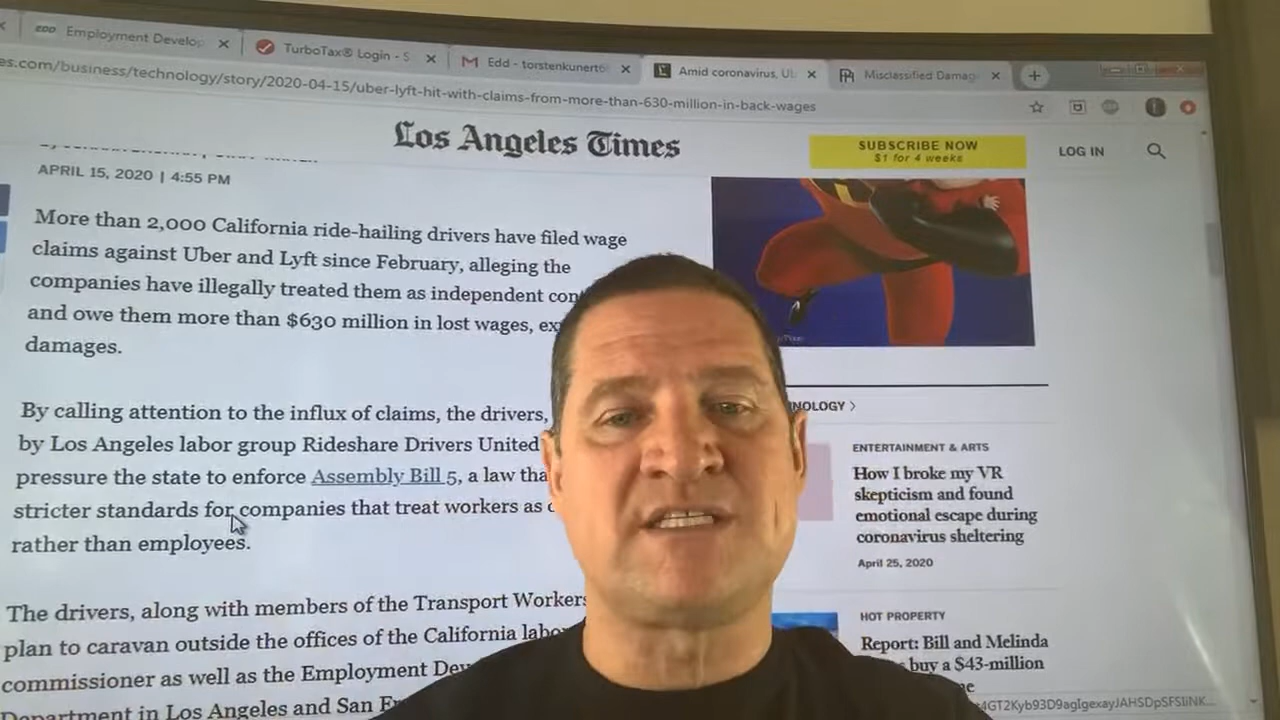 EDD Employment Develop
TurboTax® Login - S
Edd - torstenkunert6
Amid coronavirus, Ul
Misclassified Damag
es.com/business/technology/story/2020-04-15/uber-lyft-hit-with-claims-from-more-than-630-million-in-back-wages
Los Angeles Times
SUBSCRIBE NOW
$1 for 4 weeks
LOG IN
APRIL 15, 2020 | 4:55 PM
More than 2,000 California ride-hailing drivers have filed wage
claims against Uber and Lyft since February, alleging the
companies have illegally treated them as independent con
and owe them more than $630 million in lost wages, ex
damages.
By calling attention to the influx of claims, the drivers,
by Los Angeles labor group Rideshare Drivers United
pressure the state to enforce Assembly Bill 5, a law tha
stricter standards for companies that treat workers as c
rather than employees.
The drivers, along with members of the Transport Workers
plan to caravan outside the offices of the California labo
commissioner as well as the Employment Dev
Department in Los Angeles and San Fr
NOLOGY >
ENTERTAINMENT & ARTS
How I broke my VR
skepticism and found
emotional escape during
coronavirus sheltering
April 25, 2020
HOT PROPERTY
Report: Bill and Melinda
buy a $43-million